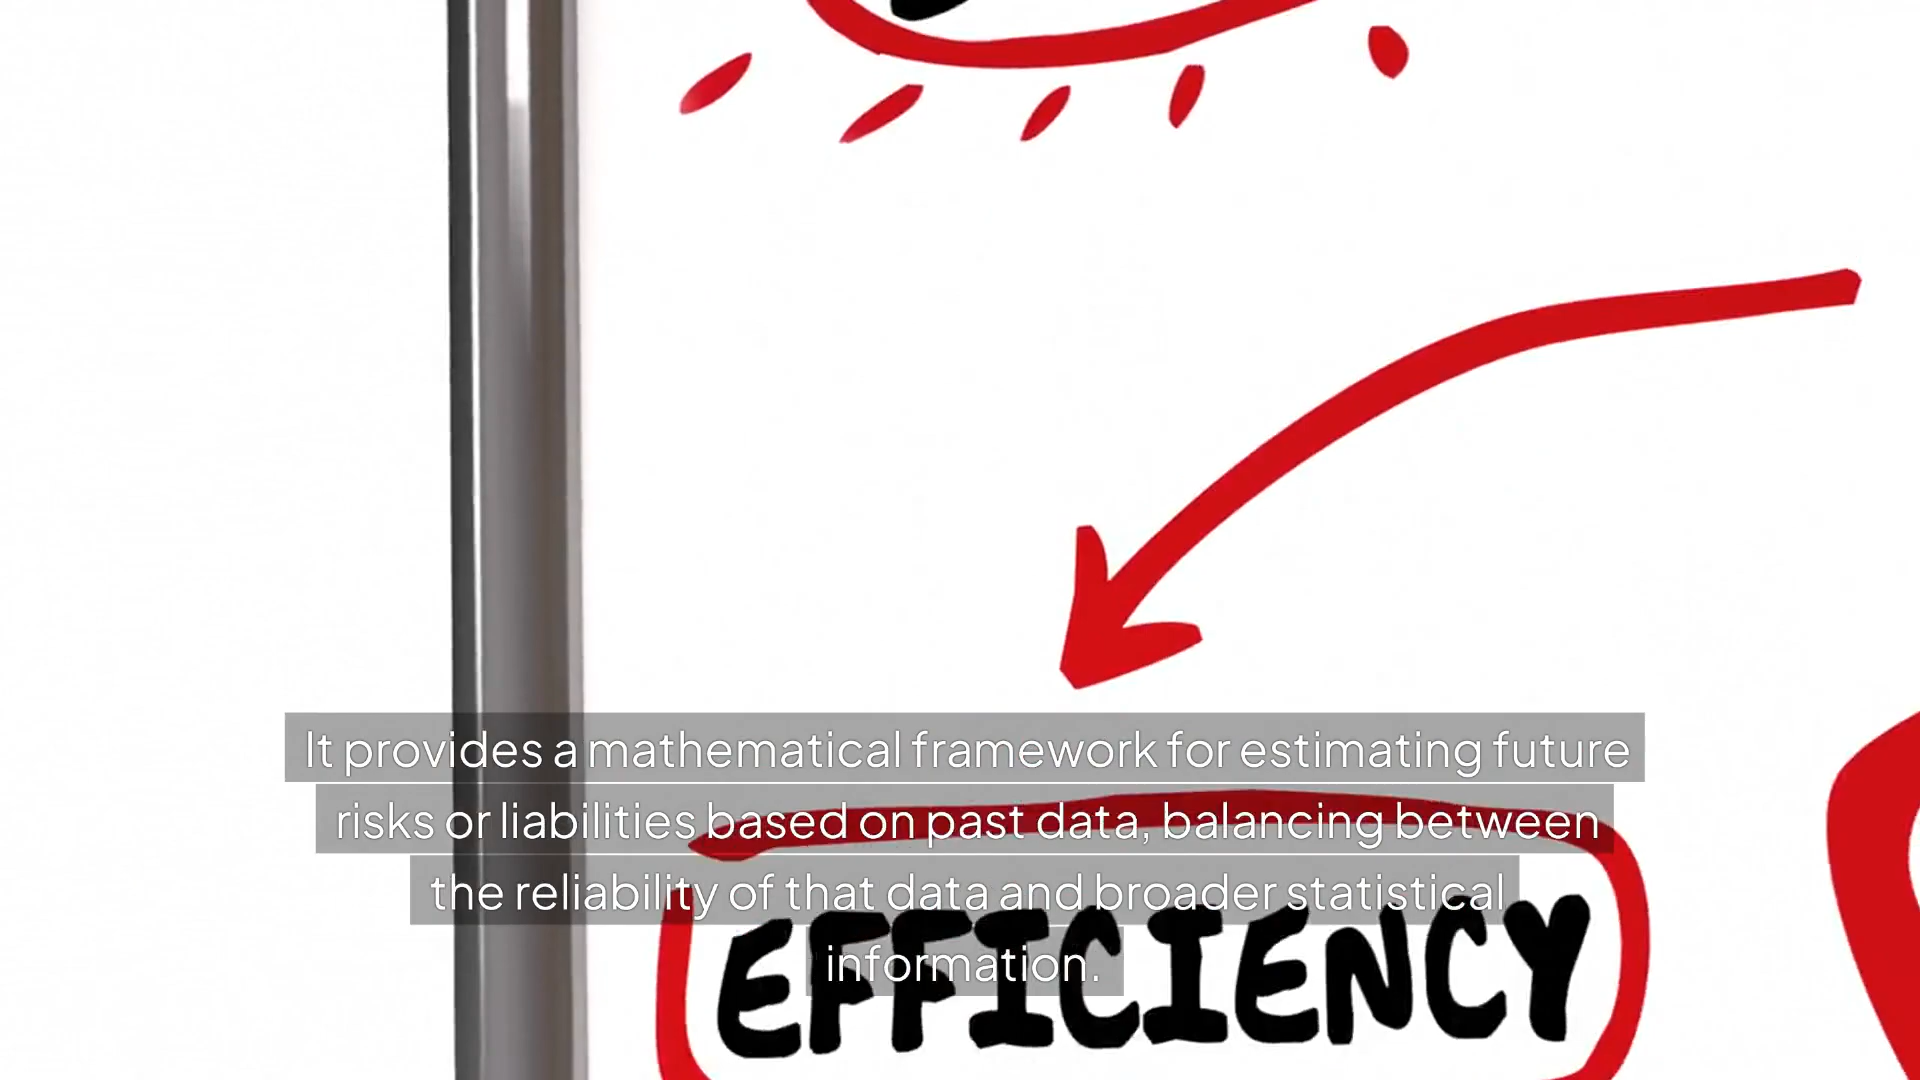 It provides a mathematical framework for estimating future
risks or liabilities based on past data, balancing between
the reliability of that data and broader statistical
information.
EFFICIENCY